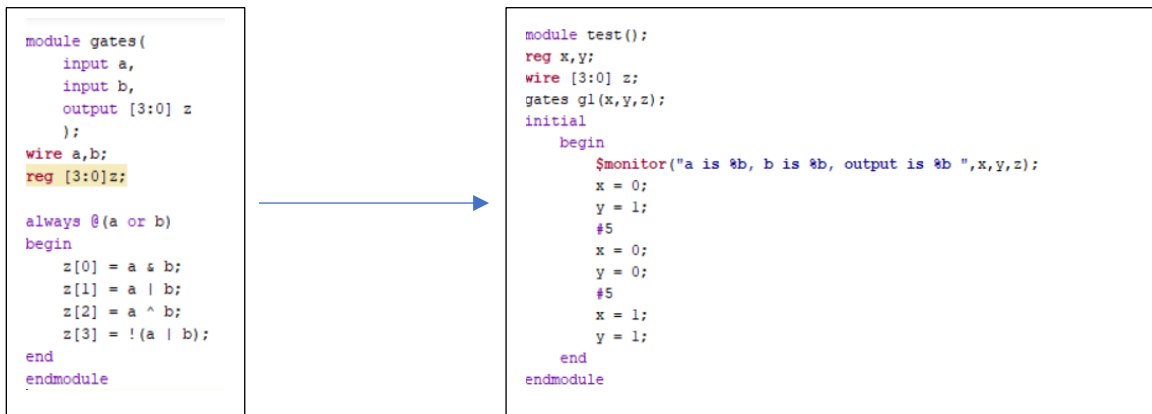 module gates(
input a,
input b,
output [3:0] z
);
wire a,b;
reg [3:0]z;
always @(a or b)
begin
z[0] = a & b;
z[1] = a | b;
z[2] = a ^ b;
z[3] = !(a | b);
end
endmodule
module test();
reg x,y;
wire [3:0] z;
gates g1(x,y,z);
initial
begin
$monitor("a is %b, b is %b, output is %b ",x,y,z);
x = 0;
y = 1;
#5
x = 0;
y = 0;
#5
x = 1;
y = 1;
end
endmodule